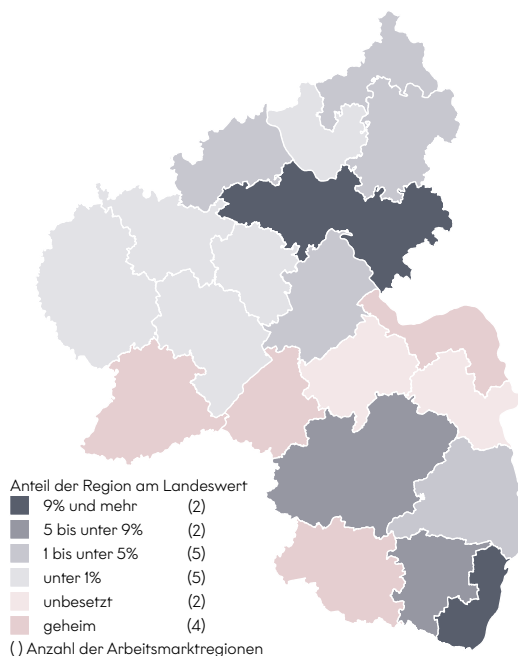 Anteil der Region am Landeswert
9% und mehr (2)
5 bis unter 9% (2)
1 bis unter 5% (5)
unter 1% (5)
unbesetzt (2)
geheim (4)
( ) Anzahl der Arbeitsmarktregionen